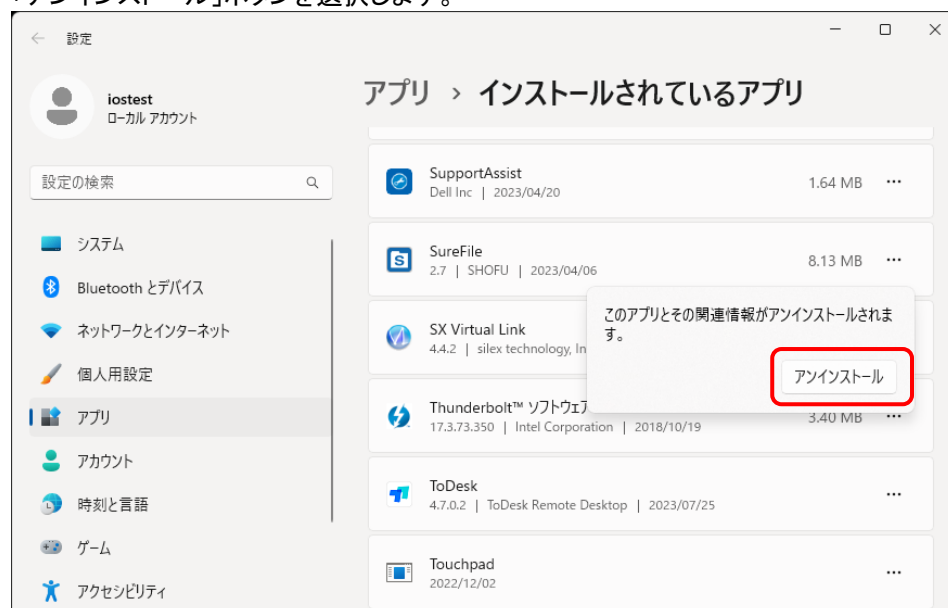 「アンインストール」ボタンを選択します。
設定
iostest
ローカル アカウント
設定の検索
システム
Bluetooth とデバイス
ネットワークとインターネット
個人用設定
アプリ
アカウント
時刻と言語
ゲーム
アクセシビリティ
アプリ › インストールされているアプリ
SupportAssist
Dell Inc | 2023/04/20
1.64 MB
SureFile
2.7 | SHOFU | 2023/04/06
8.13 MB
SX Virtual Link
4.4.2 | silex technology, In
このアプリとその関連情報がアンインストールされま
す。
アンインストール
Thunderbolt™ ソフトウェア
17.3.73.350 | Intel Corporation | 2018/10/19
3.40 MB
ToDesk
4.7.0.2 | ToDesk Remote Desktop | 2023/07/25
Touchpad
2022/12/02